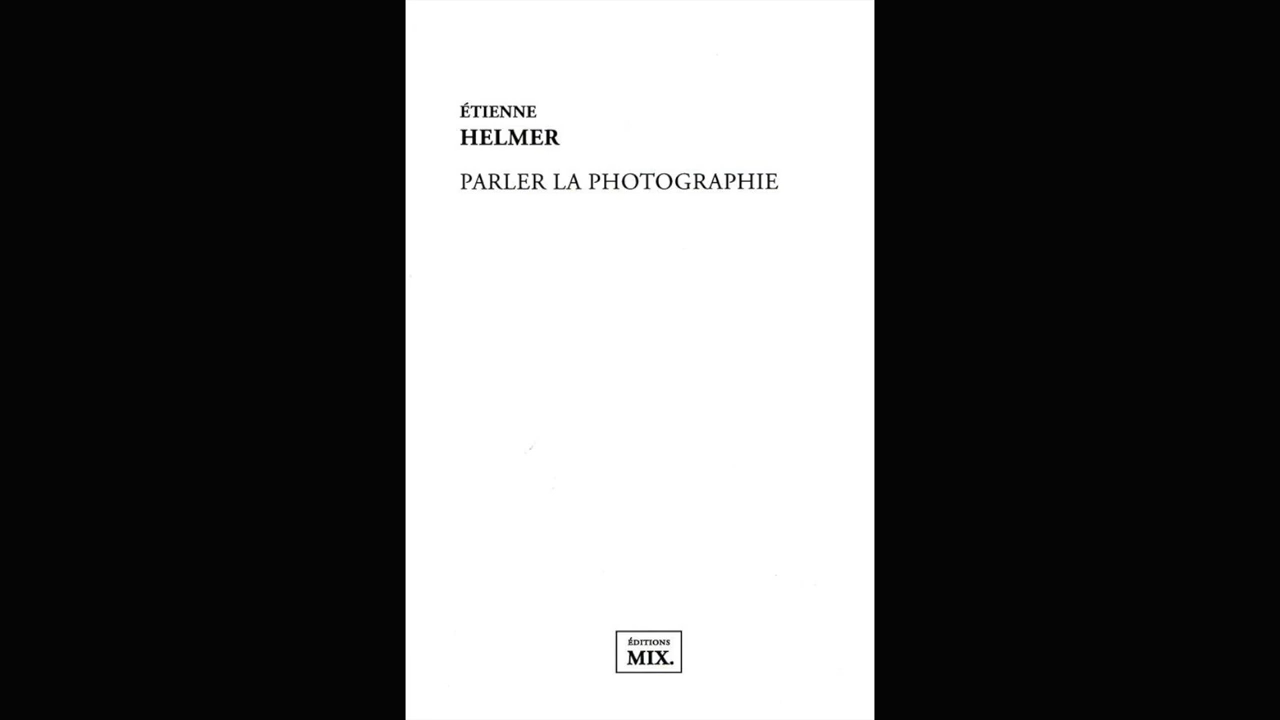 ÉTIENNE
HELMER
PARLER LA PHOTOGRAPHIE
ÉDITIONS
MIX.